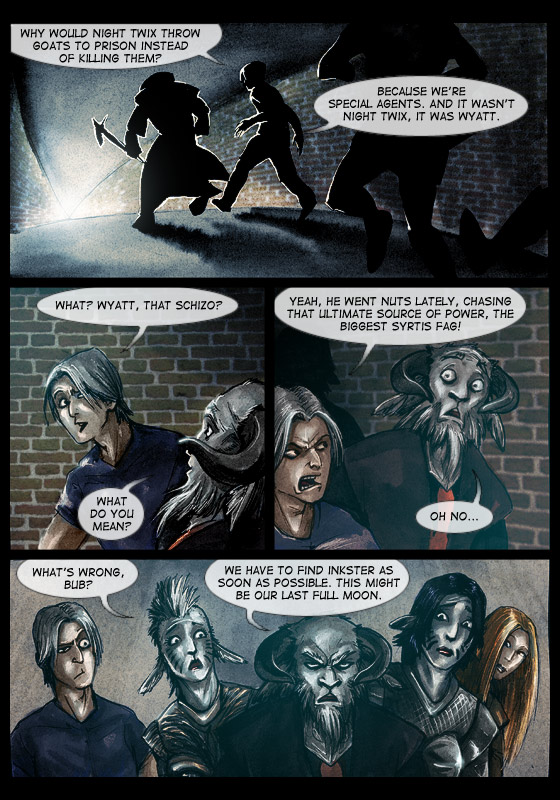 WHY WOULD NIGHT TWIX THROW
GOATS TO PRISON INSTEAD
OF KILLING THEM?
BECAUSE WE'RE
SPECIAL AGENTS. AND IT WASN'T
NIGHT TWIX, IT WAS WYATT.
WHAT? WYATT, THAT SCHIZO?
WHAT
DO YOU
MEAN?
YEAH, HE WENT NUTS LATELY, CHASING
THAT ULTIMATE SOURCE OF POWER, THE
BIGGEST SYRTIS FAG!
OH NO...
WHAT'S WRONG,
BUB?
WE HAVE TO FIND INKSTER AS
SOON AS POSSIBLE. THIS MIGHT
BE OUR LAST FULL MOON.